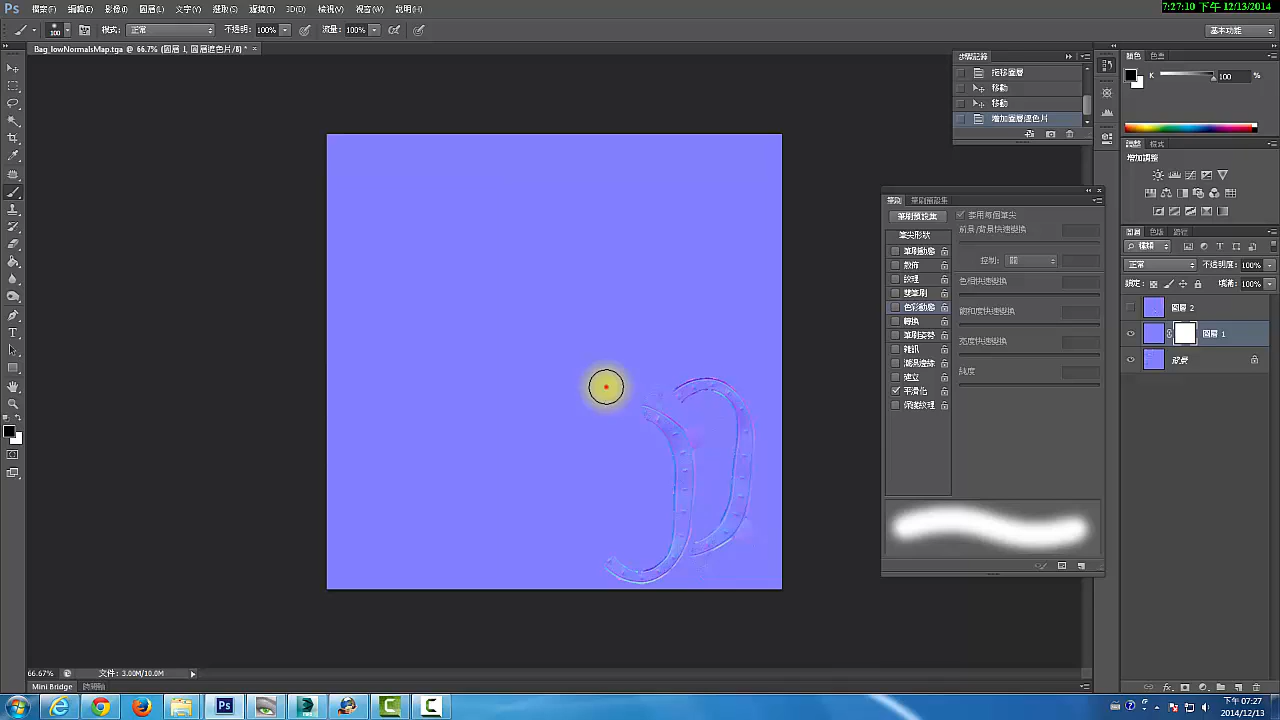 7:27:10 下午 12/13/2014
Ps 檔案(F) 編輯(E) 影像(I) 圖層(L) 文字(Y) 選取(S) 濾鏡(T) 3D(D) 檢視(V) 視窗(W) 說明(H)
100 模式: 正常 不透明: 100% 流量: 100% 基本功能
Bag_lowNormalsMap.tga @ 66.7% (圖層 1, 圖層遮色片/8) * ×
步驟記錄
拖移圖層
移動
移動
增加圖層遮色片
顏色 色票
K 100 %
調整 樣式
增加調整
筆刷 筆刷預設集
筆刷預設集 套用每個筆尖
筆尖形狀 前景/背景快速變換
筆刷動態
散佈 控制: 關
紋理 色相快速變換
雙筆刷
色彩動態 飽和度快速變換
轉換
筆刷姿勢 亮度快速變換
雜訊
潮濕邊緣 純度
建立
平滑化
保護紋理
圖層 色版 路徑
種類
正常 不透明度: 100%
鎖定: 填滿: 100%
圖層 2
圖層 1
背景
66.67% 文件: 3.00M/10.0M
Mini Bridge 時間軸
下午 07:27
2014/12/13